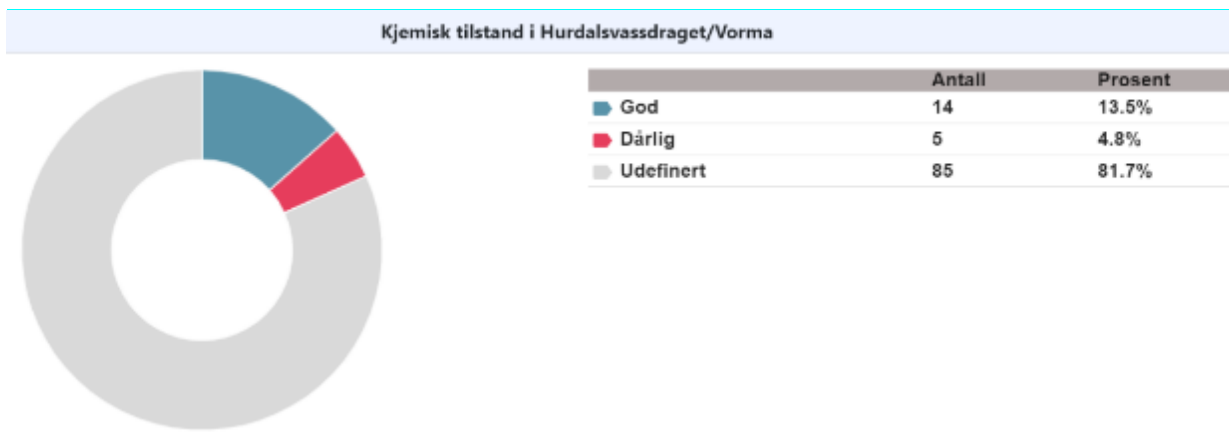 Kjemisk tilstand i Hurdalsvassdraget/Vorma
Antall Prosent
God 14 13.5%
Dårlig 5 4.8%
Udefinert 85 81.7%